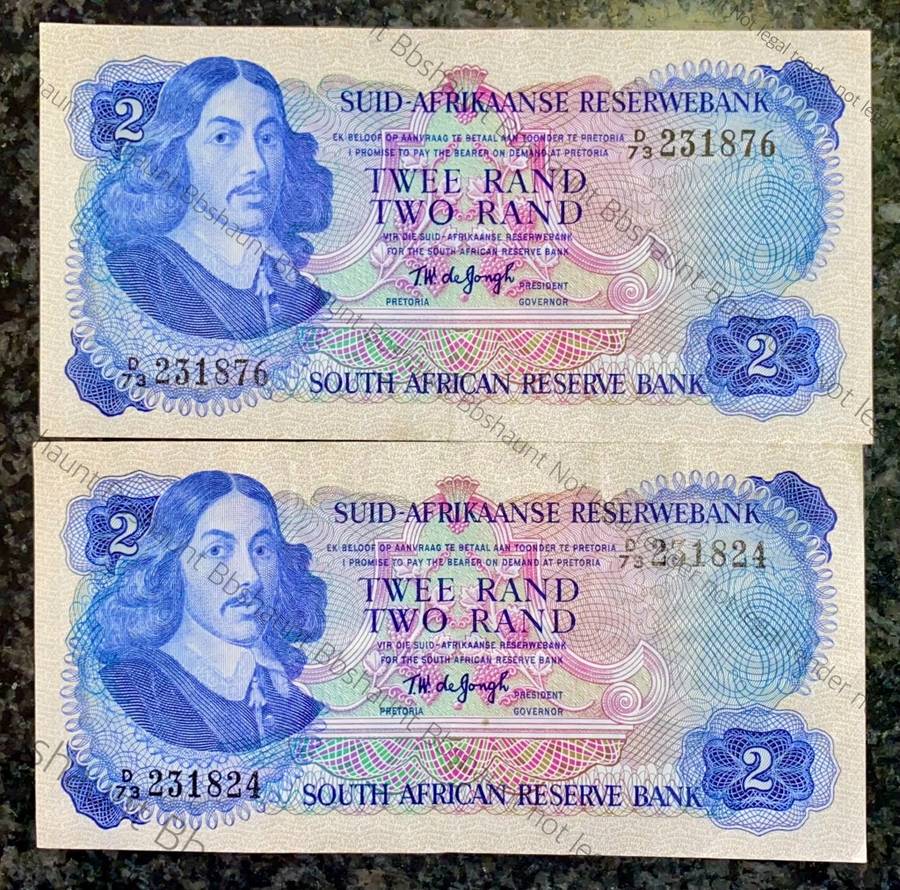 2
SUID-AFRIKAANSE RESERWEBANK
EK BELOOF OP AANVRAAG TE BETAAL AAN TOONDER TE PRETORIA
I PROMISE TO PAY THE BEARER ON DEMAND AT PRETORIA
D/73 231876
TWEE RAND
TWO RAND
VIR DIE SUID-AFRIKAANSE RESERWEBANK
FOR THE SOUTH AFRICAN RESERVE BANK
T.W. de Jongh
PRESIDENT
PRETORIA GOVERNOR
2
D/73 231876
SOUTH AFRICAN RESERVE BANK
2
SUID-AFRIKAANSE RESERWEBANK
EK BELOOF OP AANVRAAG TE BETAAL AAN TOONDER TE PRETORIA
I PROMISE TO PAY THE BEARER ON DEMAND AT PRETORIA
D/73 231824
TWEE RAND
TWO RAND
VIR DIE SUID-AFRIKAANSE RESERWEBANK
FOR THE SOUTH AFRICAN RESERVE BANK
T.W. de Jongh
PRESIDENT
PRETORIA GOVERNOR
2
D/73 231824
SOUTH AFRICAN RESERVE BANK
Bbshaunt Not legal tender.